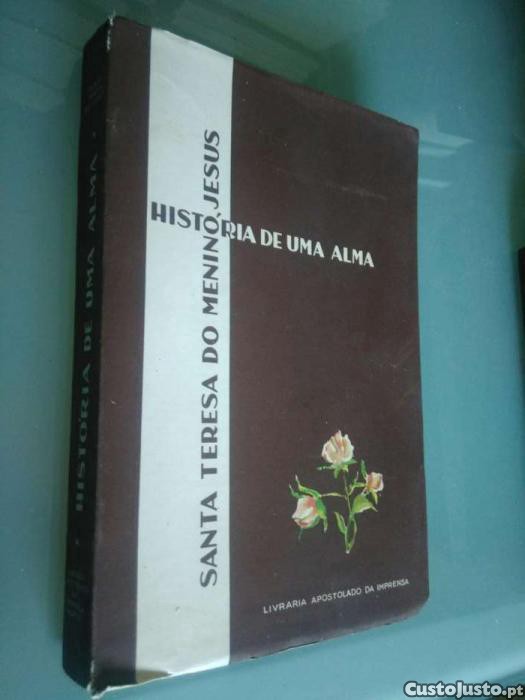 HISTÓRIA DE UMA ALMA
SANTA TERESA DO MENINO JESUS
LIVRARIA APOSTOLADO DA IMPRENSA
HISTÓRIA DE UMA ALMA
CustoJusto.pt